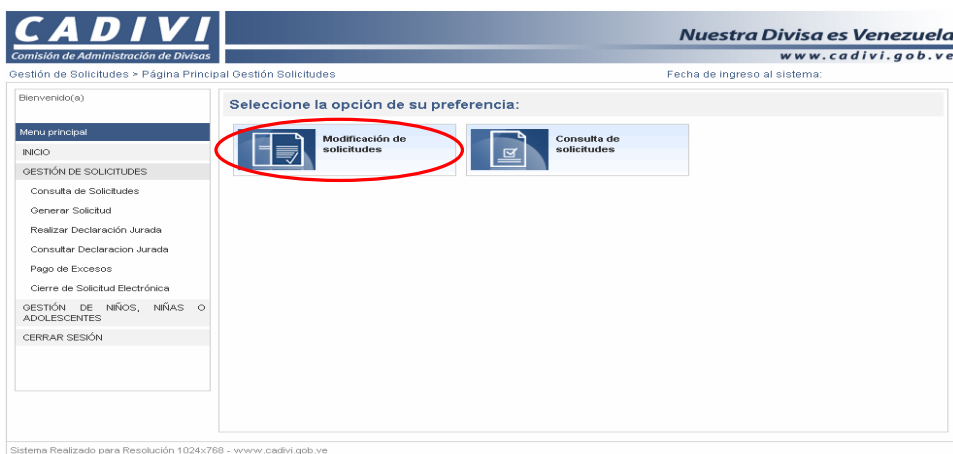 CADIVI
Comisión de Administración de Divisas
Nuestra Divisa es Venezuela
www.cadivi.gob.ve
Gestión de Solicitudes > Página Principal Gestión Solicitudes
Fecha de ingreso al sistema:
Bienvenido(a)
Menu principal
INICIO
GESTIÓN DE SOLICITUDES
Consulta de Solicitudes
Generar Solicitud
Realizar Declaración Jurada
Consultar Declaracion Jurada
Pago de Excesos
Cierre de Solicitud Electrónica
GESTIÓN DE NIÑOS, NIÑAS O
ADOLESCENTES
CERRAR SESIÓN
Seleccione la opción de su preferencia:
Modificación de
solicitudes
Consulta de
solicitudes
Sistema Realizado para Resolución 1024x768 - www.cadivi.gob.ve